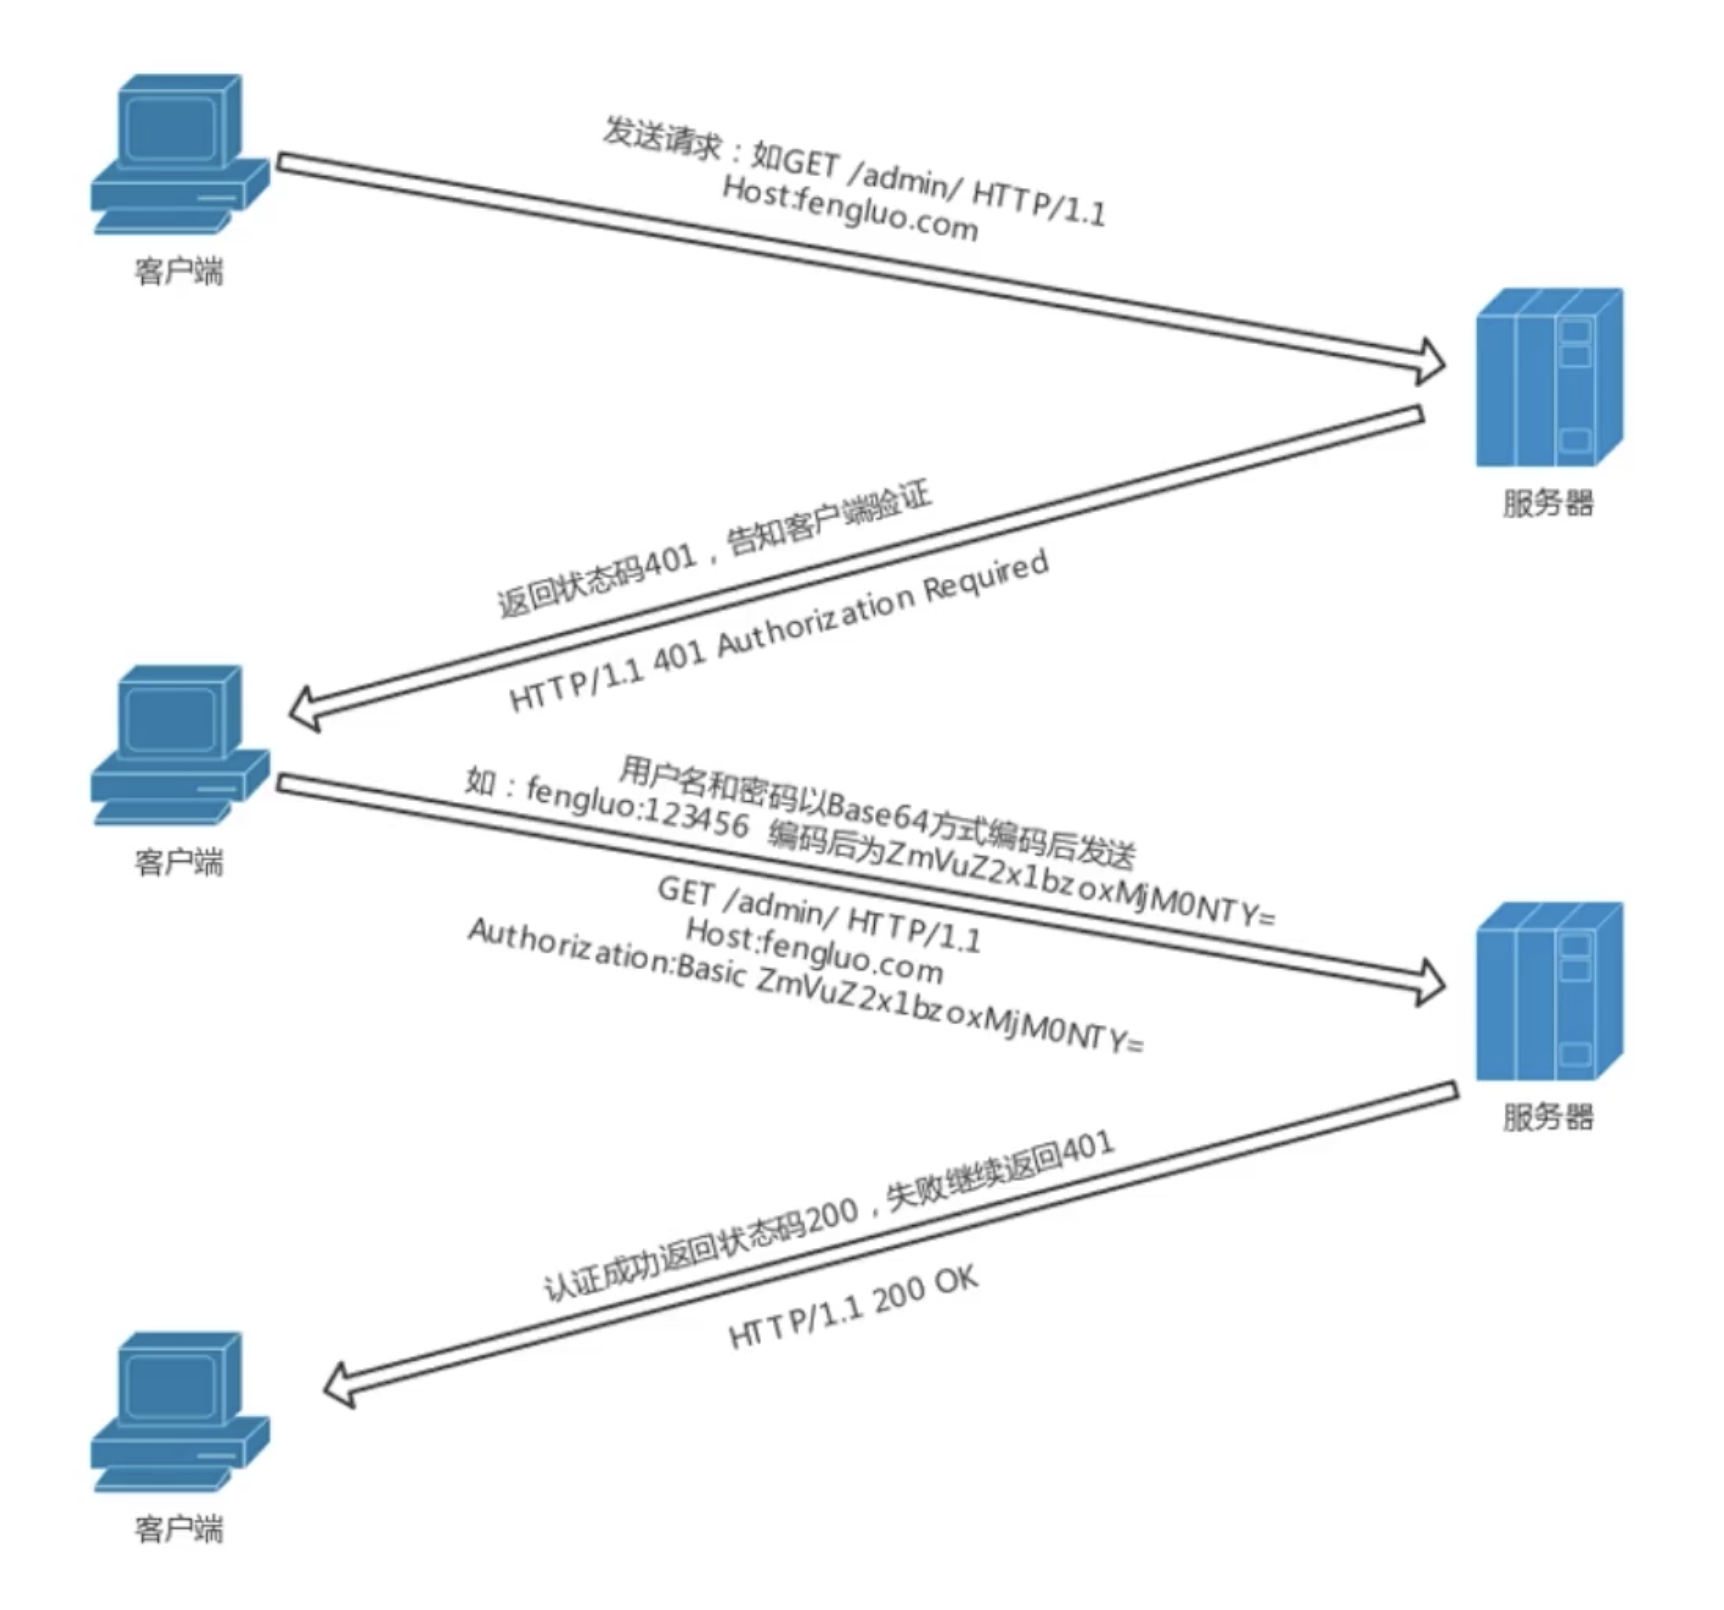 发送请求：如GET /admin/ HTTP/1.1
Host:fengluo.com
客户端
服务器
返回状态码401，告知客户端验证
HTTP/1.1 401 Authorization Required
客户端
用户名和密码以Base64方式编码后发送
如：fengluo:123456 编码后为ZmVuZ2x1bzoxMjM0NTY=
GET /admin/ HTTP/1.1
Host:fengluo.com
Authorization:Basic ZmVuZ2x1bzoxMjM0NTY=
服务器
认证成功返回状态码200，失败继续返回401
HTTP/1.1 200 OK
客户端